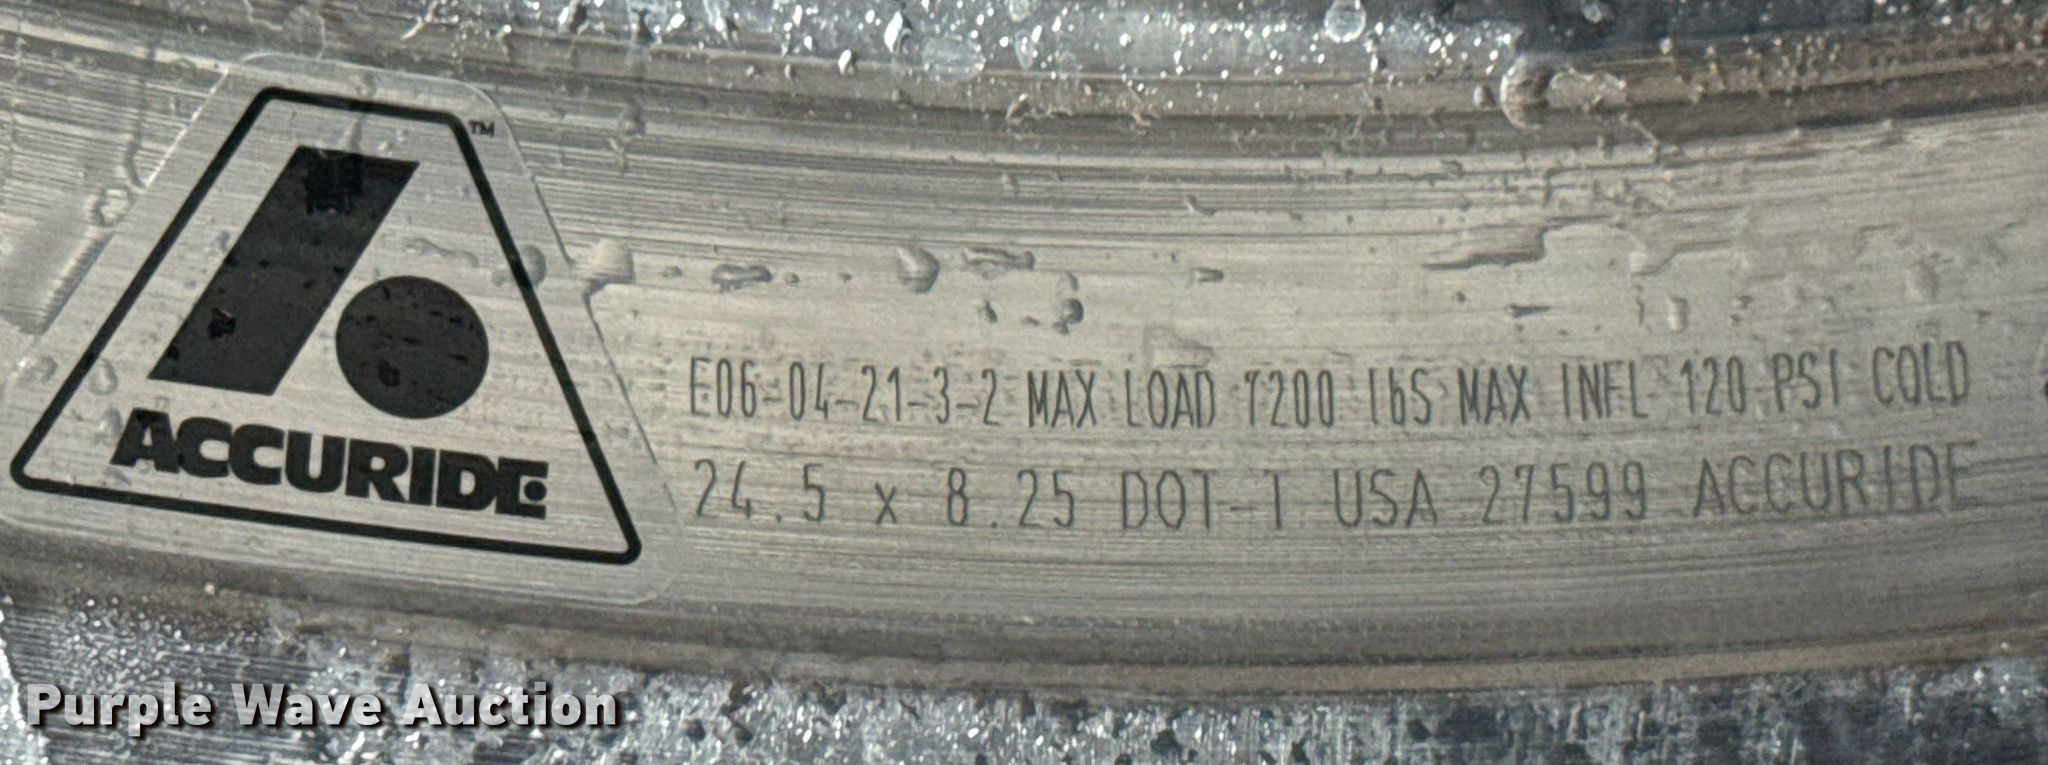 ™
ACCURIDE
E06-04-21-3-2 MAX LOAD 7200 lbS MAX INFL 120 PSI COLD
24.5 x 8.25 DOT-T USA 27599 ACCURIDE
Purple Wave Auction